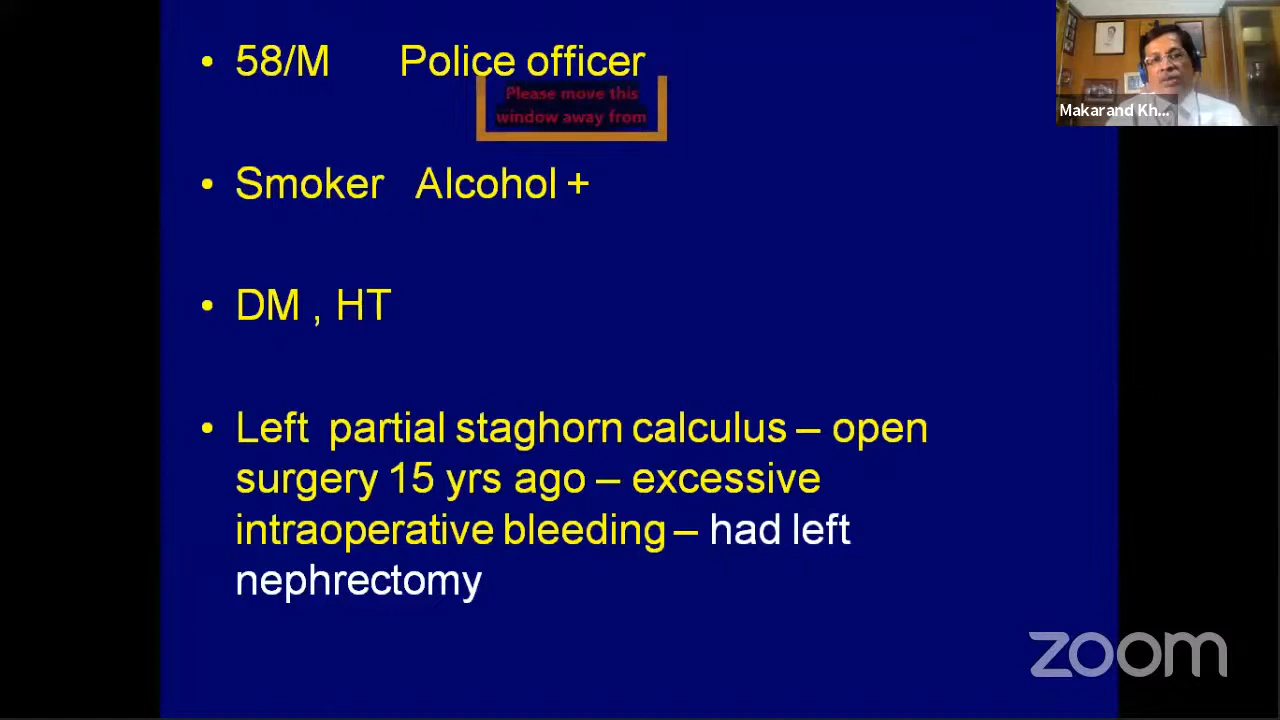 • 58/M Police officer
Please move this
window away from
Makarand Kh...
• Smoker Alcohol +
• DM , HT
• Left partial staghorn calculus – open
surgery 15 yrs ago – excessive
intraoperative bleeding – had left
nephrectomy
zoom